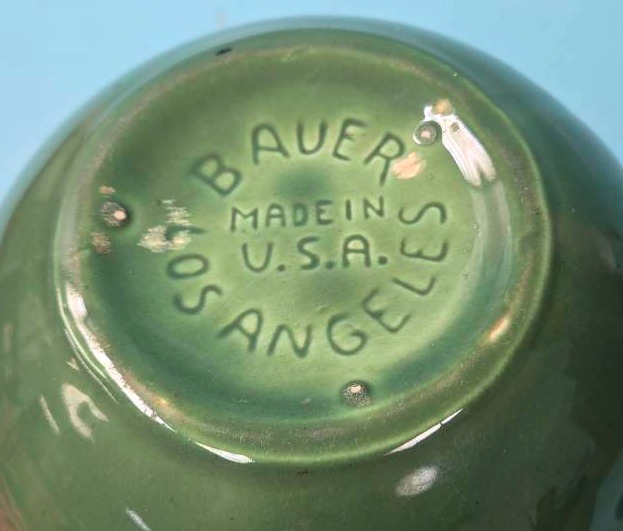 BAUER
MADE IN
U.S.A.
LOS ANGELES